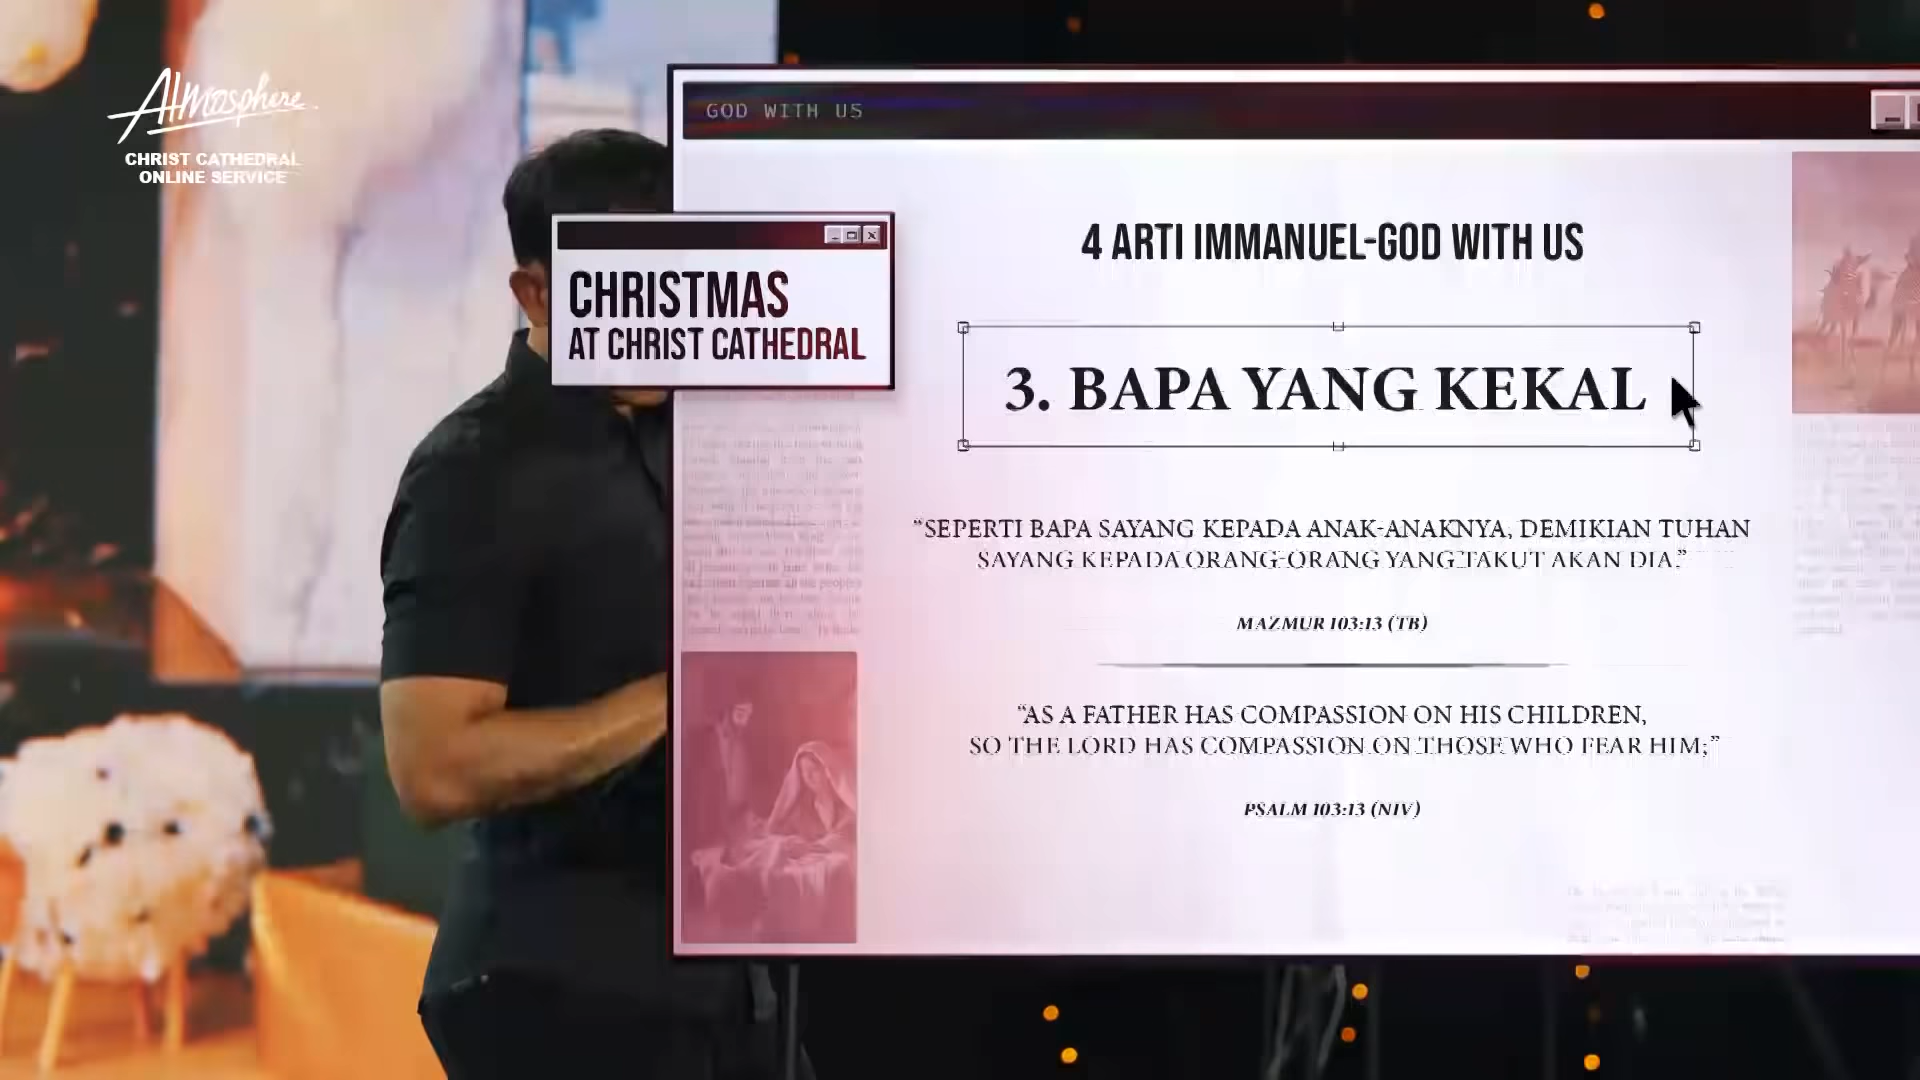 Atmosphere
CHRIST CATHEDRAL
ONLINE SERVICE
GOD WITH US
CHRISTMAS
AT CHRIST CATHEDRAL
4 ARTI IMMANUEL-GOD WITH US
3. BAPA YANG KEKAL
“SEPERTI BAPA SAYANG KEPADA ANAK-ANAKNYA, DEMIKIAN TUHAN
SAYANG KEPADA ORANG-ORANG YANG TAKUT AKAN DIA.”
MAZMUR 103:13 (TB)
“AS A FATHER HAS COMPASSION ON HIS CHILDREN,
SO THE LORD HAS COMPASSION ON THOSE WHO FEAR HIM;”
PSALM 103:13 (NIV)